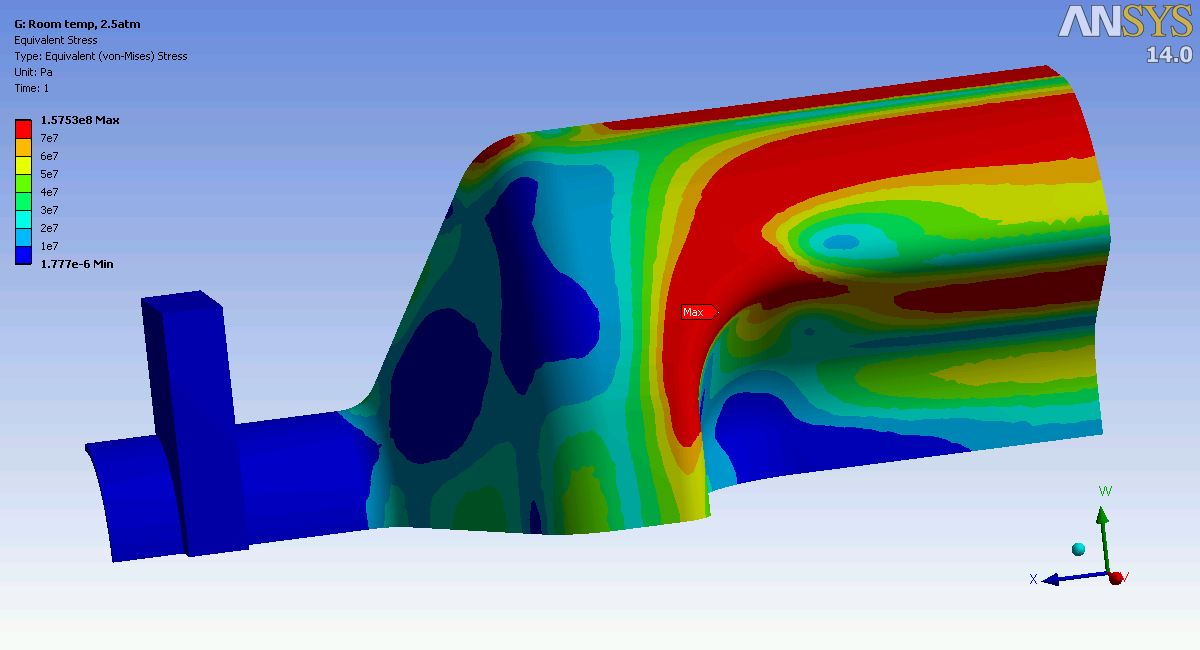 G: Room temp, 2.5atm
Equivalent Stress
Type: Equivalent (von-Mises) Stress
Unit: Pa
Time: 1
1.5753e8 Max
7e7
6e7
5e7
4e7
3e7
2e7
1e7
1.777e-6 Min
ANSYS
14.0
Max
W
X
V